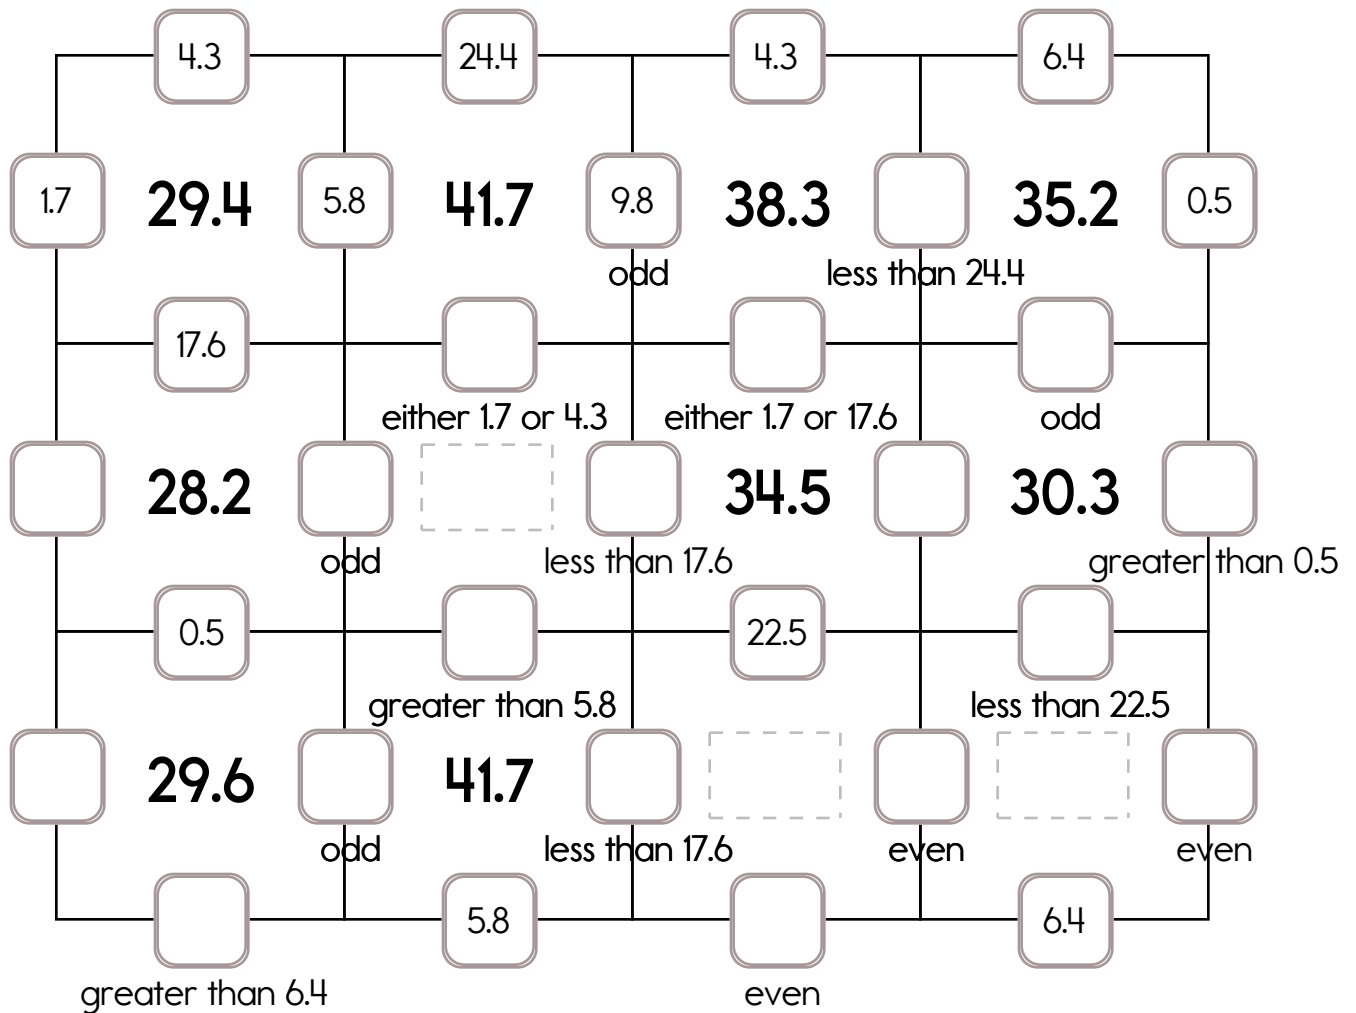 4.3 24.4 4.3 6.4
1.7 29.4 5.8 41.7 9.8 38.3 35.2 0.5
odd less than 24.4
17.6
either 1.7 or 4.3 either 1.7 or 17.6 odd
28.2 34.5 30.3
odd less than 17.6 greater than 0.5
0.5 22.5
greater than 5.8 less than 22.5
29.6 41.7
odd less than 17.6 even even
5.8 6.4
greater than 6.4 even